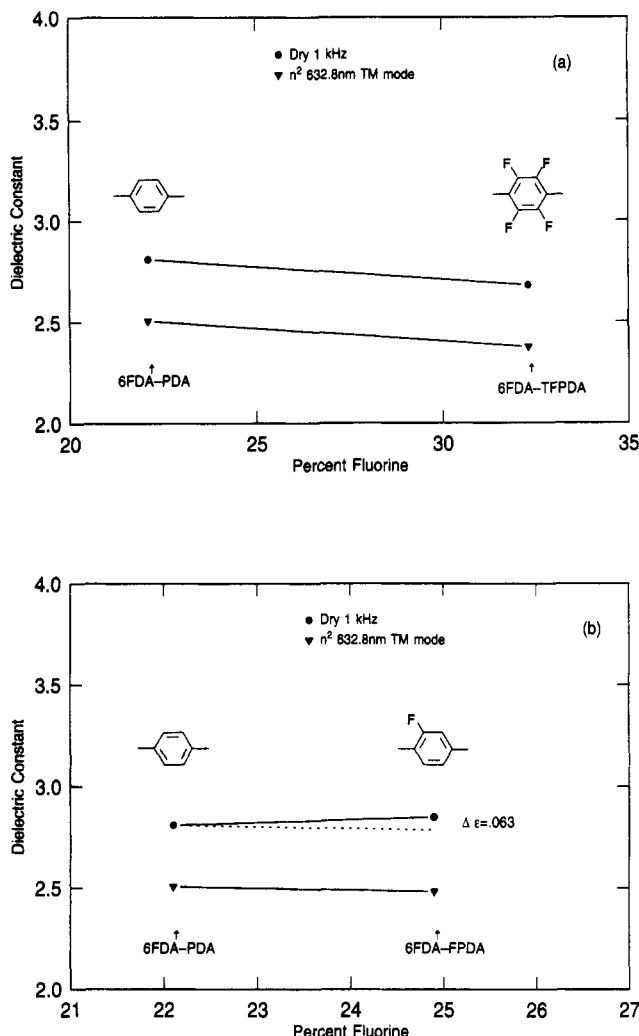 4.0
● Dry 1 kHz
▼ n² 632.8nm TM mode
(a)
3.5
F F
3.0
F F
Dielectric Constant
2.5
↑ ↑
6FDA–PDA 6FDA–TFPDA
2.0
20 25 30 35
Percent Fluorine
4.0
● Dry 1 kHz
▼ n² 632.8nm TM mode
(b)
3.5
F
3.0
Dielectric Constant
Δ ε=.063
2.5
↑ ↑
6FDA–PDA 6FDA–FPDA
2.0
21 22 23 24 25 26 27
Percent Fluorine